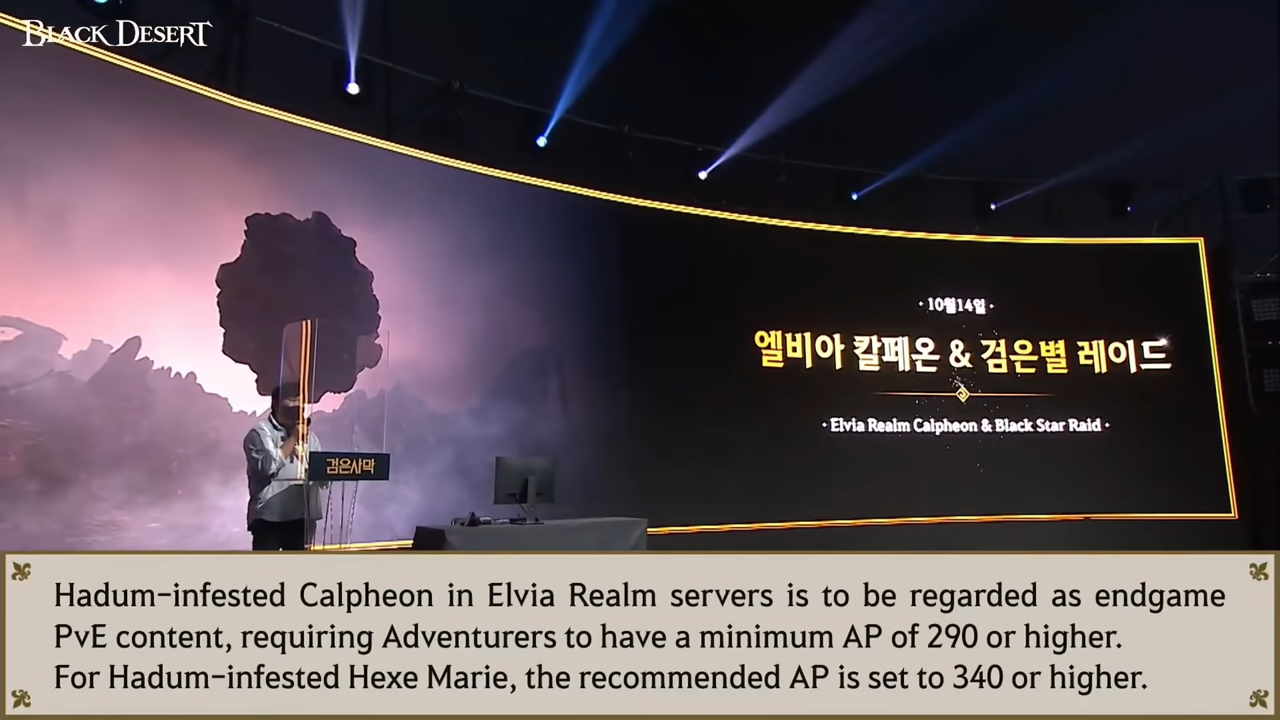 BLACK DESERT
· 10월14일 ·
엘비아 칼페온 & 검은별 레이드
· Elvia Realm Calpheon & Black Star Raid ·
검은사막
Hadum-infested Calpheon in Elvia Realm servers is to be regarded as endgame
PvE content, requiring Adventurers to have a minimum AP of 290 or higher.
For Hadum-infested Hexe Marie, the recommended AP is set to 340 or higher.